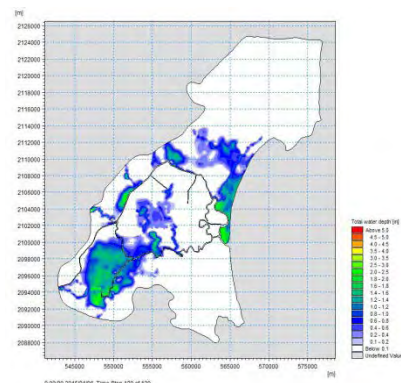 [m]
2126000
2124000
2122000
2120000
2118000
2116000
2114000
2112000
2110000
2108000
2106000
2104000
2102000
2100000
2098000
2096000
2094000
2092000
2090000
2088000
545000 550000 555000 560000 565000 570000 575000
[m]
Total water depth [m]
Above 5.0
4.5 - 5.0
4.0 - 4.5
3.5 - 4.0
3.0 - 3.5
2.5 - 3.0
2.0 - 2.5
1.8 - 2.0
1.6 - 1.8
1.4 - 1.6
1.2 - 1.4
1.0 - 1.2
0.8 - 1.0
0.6 - 0.8
0.4 - 0.6
0.2 - 0.4
0.1 - 0.2
Below 0.1
Undefined Value